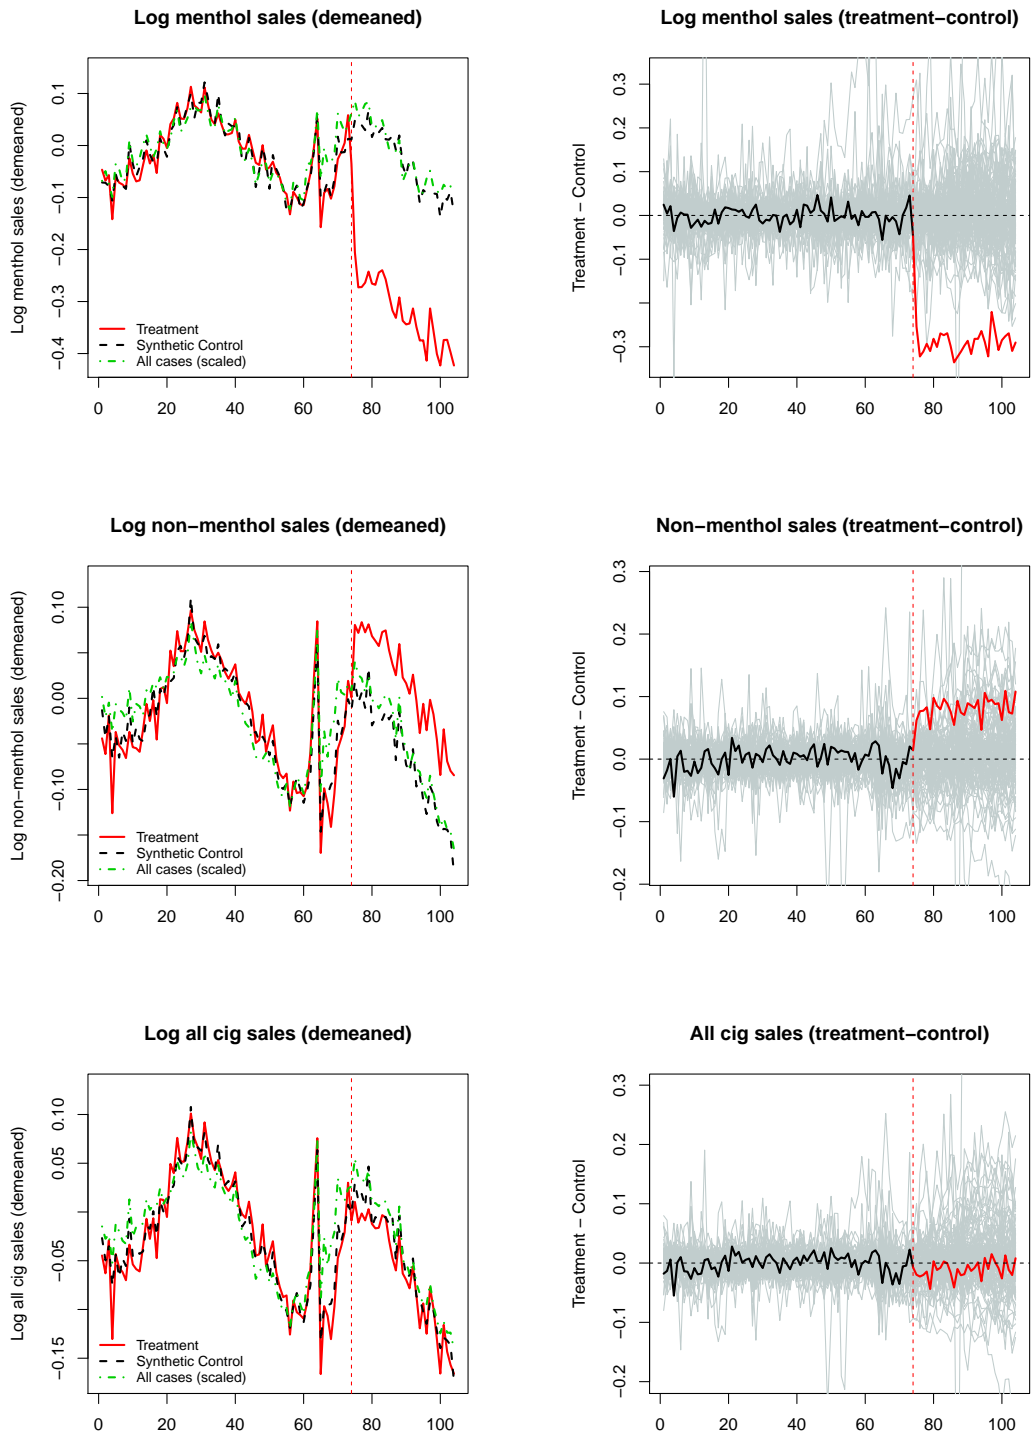 Log menthol sales (demeaned)
Log menthol sales (demeaned)
0.1
0.0
−0.1
−0.2
−0.3
−0.4
Treatment
Synthetic Control
All cases (scaled)
0 20 40 60 80 100
Log menthol sales (treatment−control)
Treatment − Control
0.3
0.2
0.1
0.0
−0.1
−0.3
0 20 40 60 80 100
Log non−menthol sales (demeaned)
Log non−menthol sales (demeaned)
0.10
0.00
−0.10
−0.20
Treatment
Synthetic Control
All cases (scaled)
0 20 40 60 80 100
Non−menthol sales (treatment−control)
Treatment − Control
0.3
0.2
0.1
0.0
−0.1
−0.2
0 20 40 60 80 100
Log all cig sales (demeaned)
Log all cig sales (demeaned)
0.10
0.05
−0.05
−0.15
Treatment
Synthetic Control
All cases (scaled)
0 20 40 60 80 100
All cig sales (treatment−control)
Treatment − Control
0.3
0.2
0.1
0.0
−0.1
−0.2
0 20 40 60 80 100